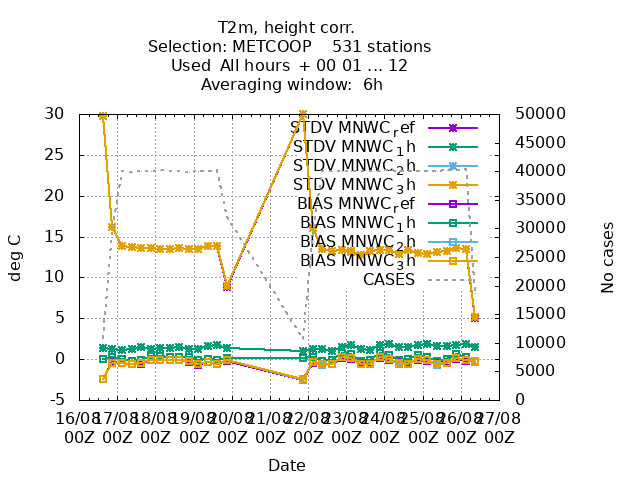 T2m, height corr.
Selection: METCOOP 531 stations
Used All hours + 00 01 ... 12
Averaging window: 6h
deg C
30
25
20
15
10
5
0
-5
50000
45000
40000
35000
30000
25000
20000
15000
10000
5000
0
No cases
STDV MNWC_ref
STDV MNWC_1h
STDV MNWC_2h
STDV MNWC_3h
BIAS MNWC_ref
BIAS MNWC_1h
BIAS MNWC_2h
BIAS MNWC_3h
CASES
16/08 17/08 18/08 19/08 20/08 21/08 22/08 23/08 24/08 25/08 26/08 27/08
00Z 00Z 00Z 00Z 00Z 00Z 00Z 00Z 00Z 00Z 00Z 00Z
Date